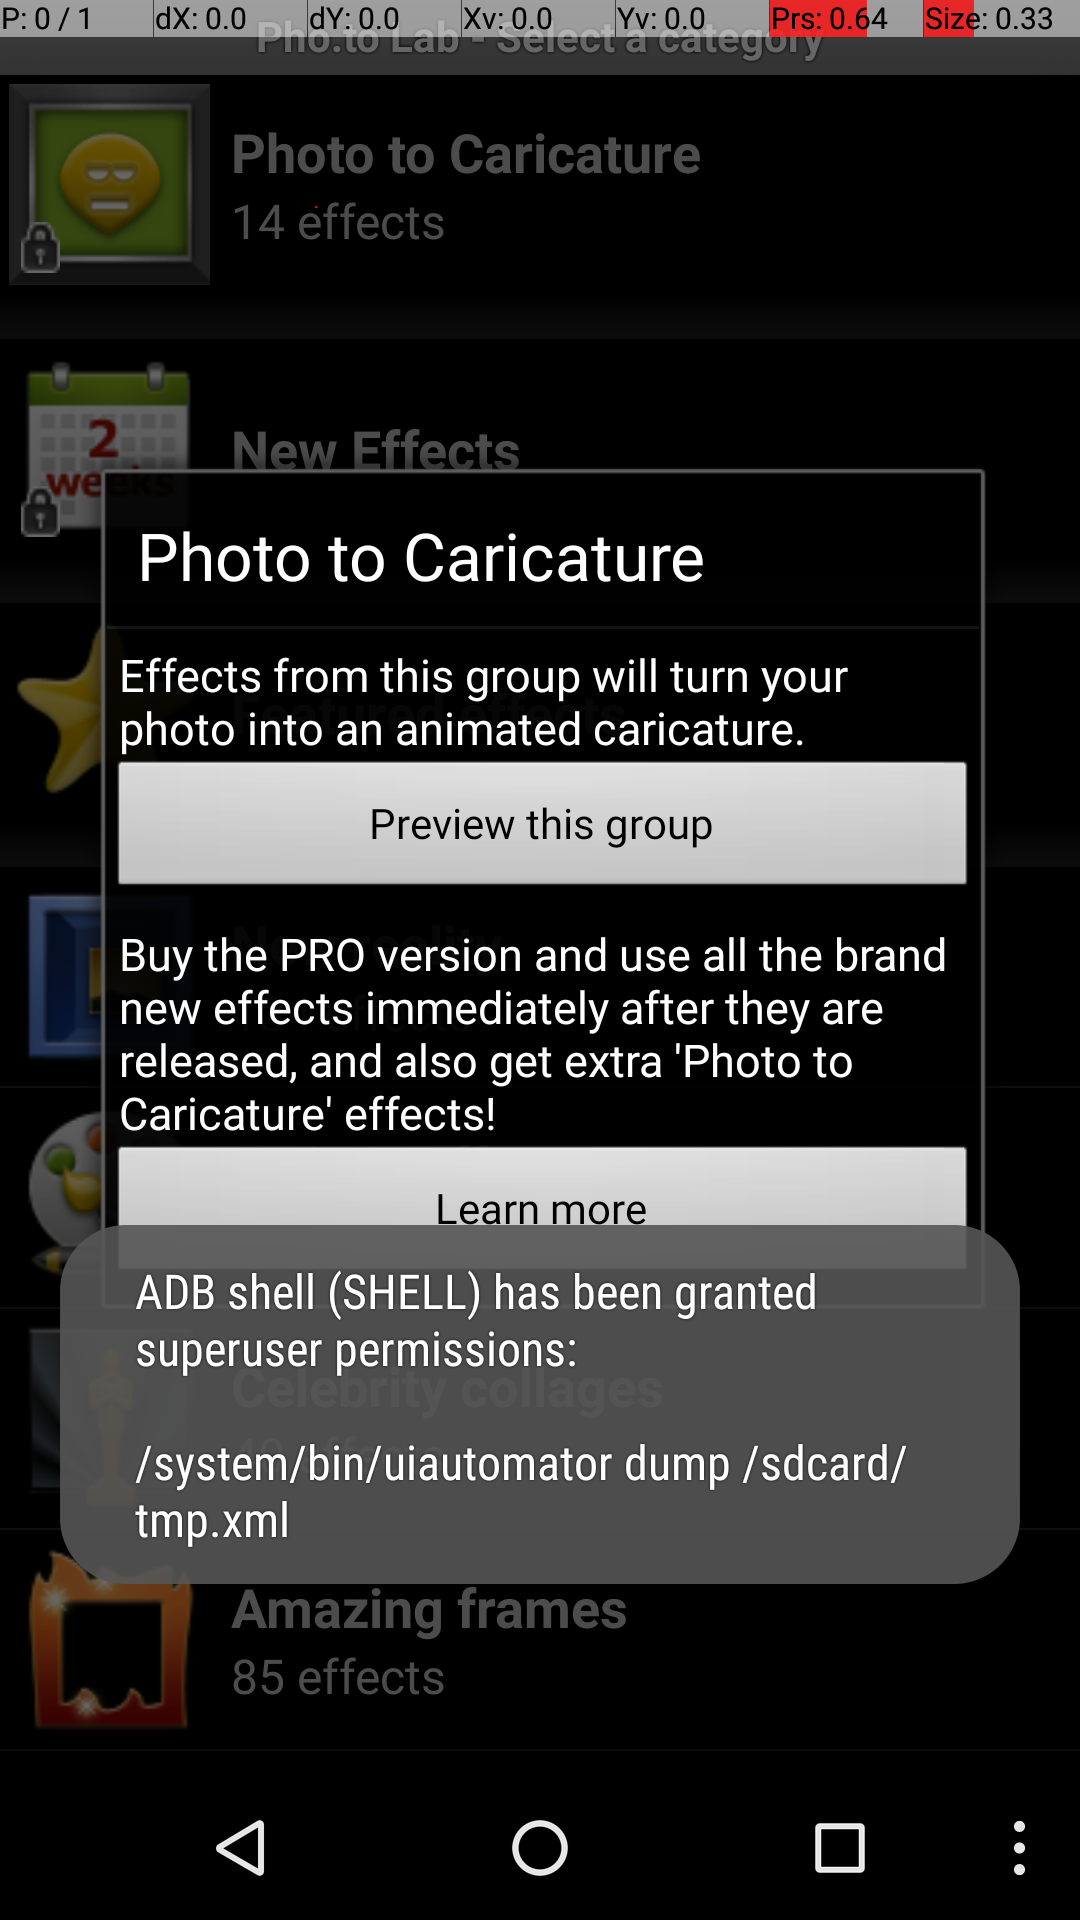 P: 0 / 1 dX: 0.0 dY: 0.0 Xv: 0.0 Yv: 0.0 Prs: 0.64 Size: 0.33
Pho.to Lab - Select a category
Photo to Caricature
14 effects
2
weeks
New Effects
Photo to Caricature
Effects from this group will turn your
Featured effects
photo into an animated caricature.
Preview this group
Buy the PRO version and use all the brand
new effects immediately after they are
released, and also get extra 'Photo to
Caricature' effects!
Learn more
ADB shell (SHELL) has been granted
superuser permissions:
Celebrity collages
/system/bin/uiautomator dump /sdcard/
tmp.xml
Amazing frames
85 effects